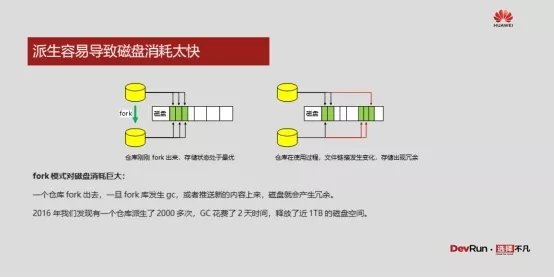 HUAWEI
派生容易导致磁盘消耗太快
fork
磁盘
磁盘
仓库刚刚 fork 出来，存储状态处于最优
仓库在使用过程，文件链接发生变化，存储出现冗余
fork 模式对磁盘消耗巨大：
一个仓库 fork 出去，一旦 fork 库发生 gc，或者推送新的内容上来，磁盘就会产生冗余。
2016 年我们发现有一个仓库派生了 2000 多次，GC 花费了 2 天时间，释放了近 1TB 的磁盘空间。
DevRun 选择不凡